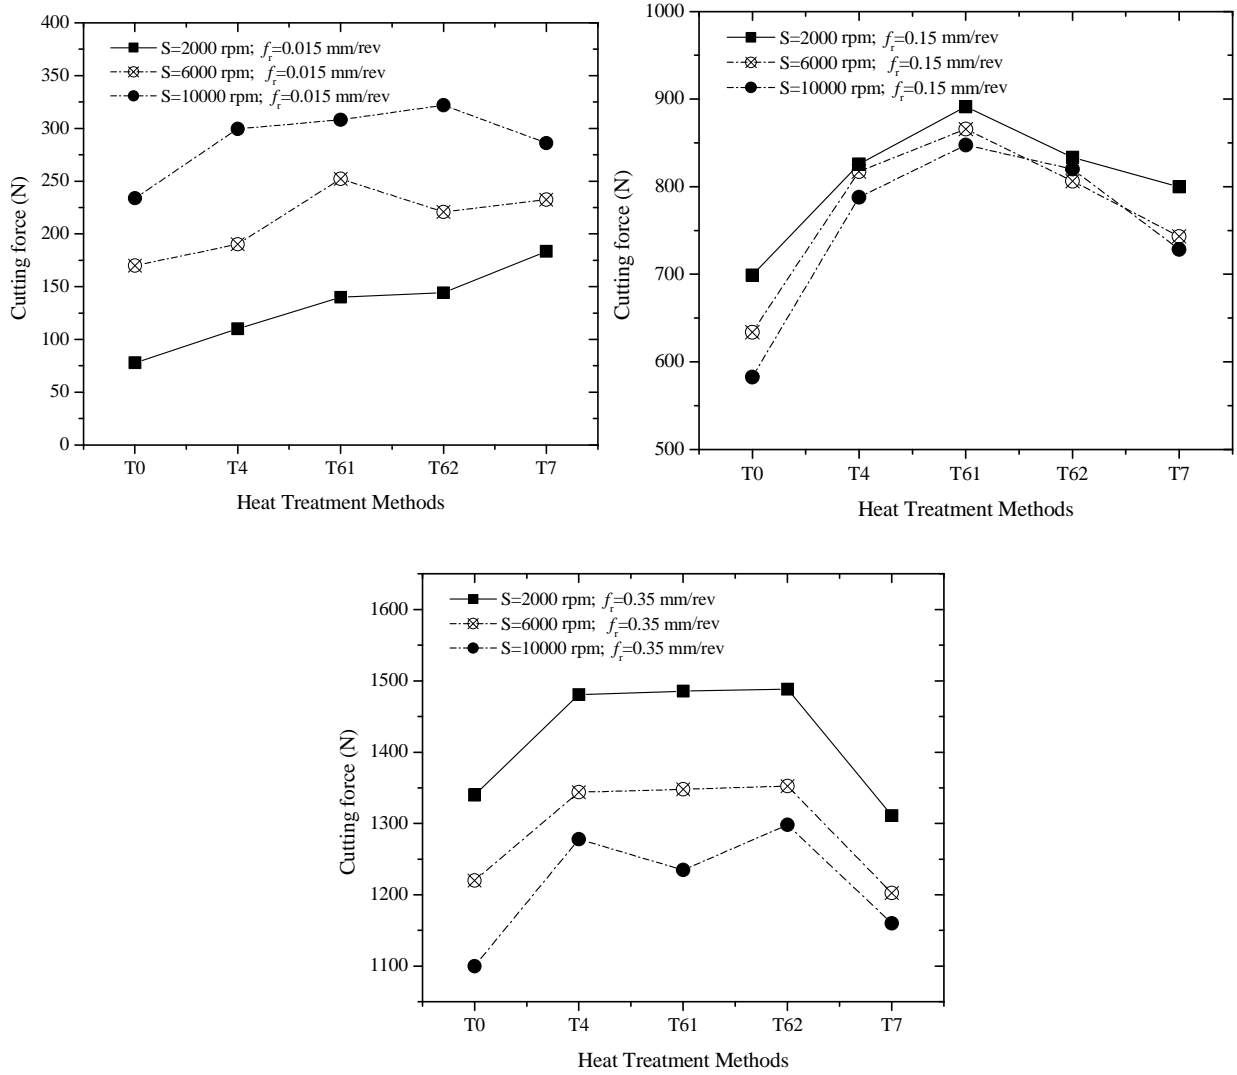 400
350
300
250
200
150
100
50
0
Cutting force (N)
S=2000 rpm; fr=0.015 mm/rev
S=6000 rpm; fr=0.015 mm/rev
S=10000 rpm; fr=0.015 mm/rev
T0 T4 T61 T62 T7
Heat Treatment Methods
1000
900
800
700
600
500
Cutting force (N)
S=2000 rpm; fr=0.15 mm/rev
S=6000 rpm; fr=0.15 mm/rev
S=10000 rpm; fr=0.15 mm/rev
T0 T4 T61 T62 T7
Heat Treatment Methods
1600
1500
1400
1300
1200
1100
Cutting force (N)
S=2000 rpm; fr=0.35 mm/rev
S=6000 rpm; fr=0.35 mm/rev
S=10000 rpm; fr=0.35 mm/rev
T0 T4 T61 T62 T7
Heat Treatment Methods